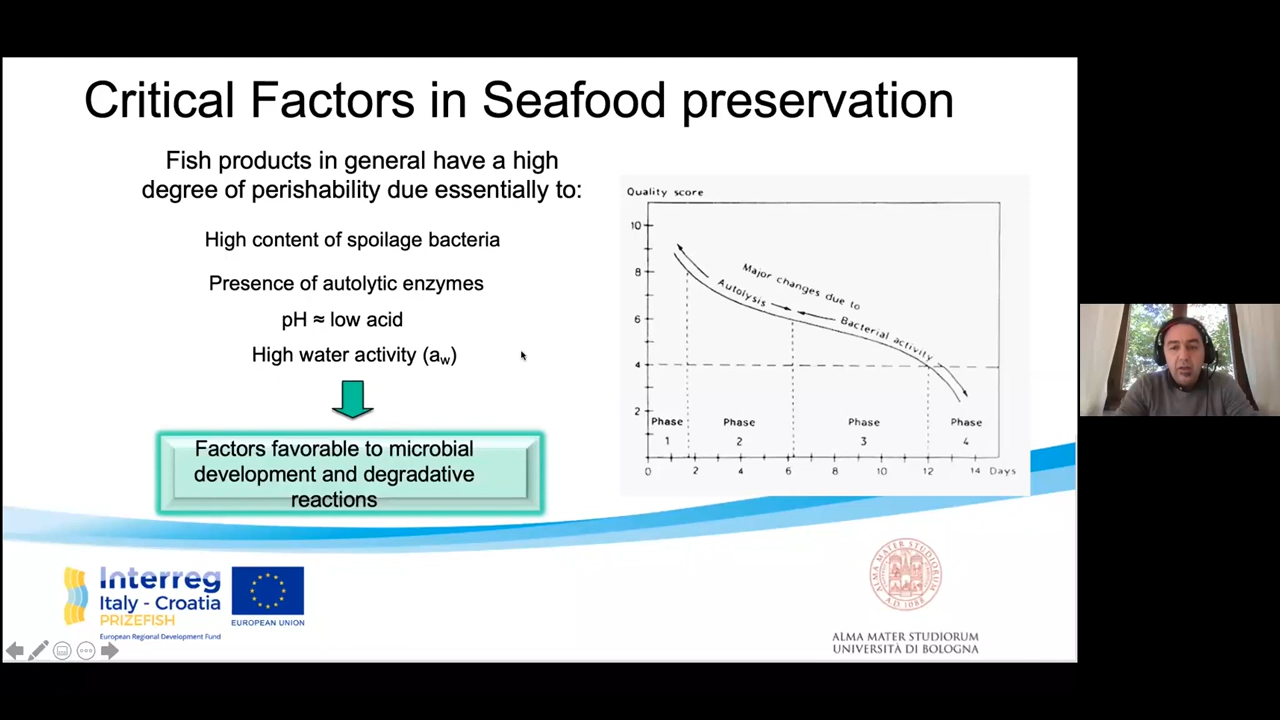 Critical Factors in Seafood preservation
Fish products in general have a high
degree of perishability due essentially to:
High content of spoilage bacteria
Presence of autolytic enzymes
pH ≈ low acid
High water activity (aw)
Factors favorable to microbial
development and degradative
reactions
Quality score
10
8
6
4
2
Major changes due to
Autolysis
Bacterial activity
Phase Phase Phase Phase
1 2 3 4
0 2 4 6 8 10 12 14 Days
Interreg
Italy - Croatia
PRIZEFISH
European Regional Development Fund
EUROPEAN UNION
ALMA MATER STUDIORUM
A.D. 1088
ALMA MATER STUDIORUM
UNIVERSITÀ DI BOLOGNA